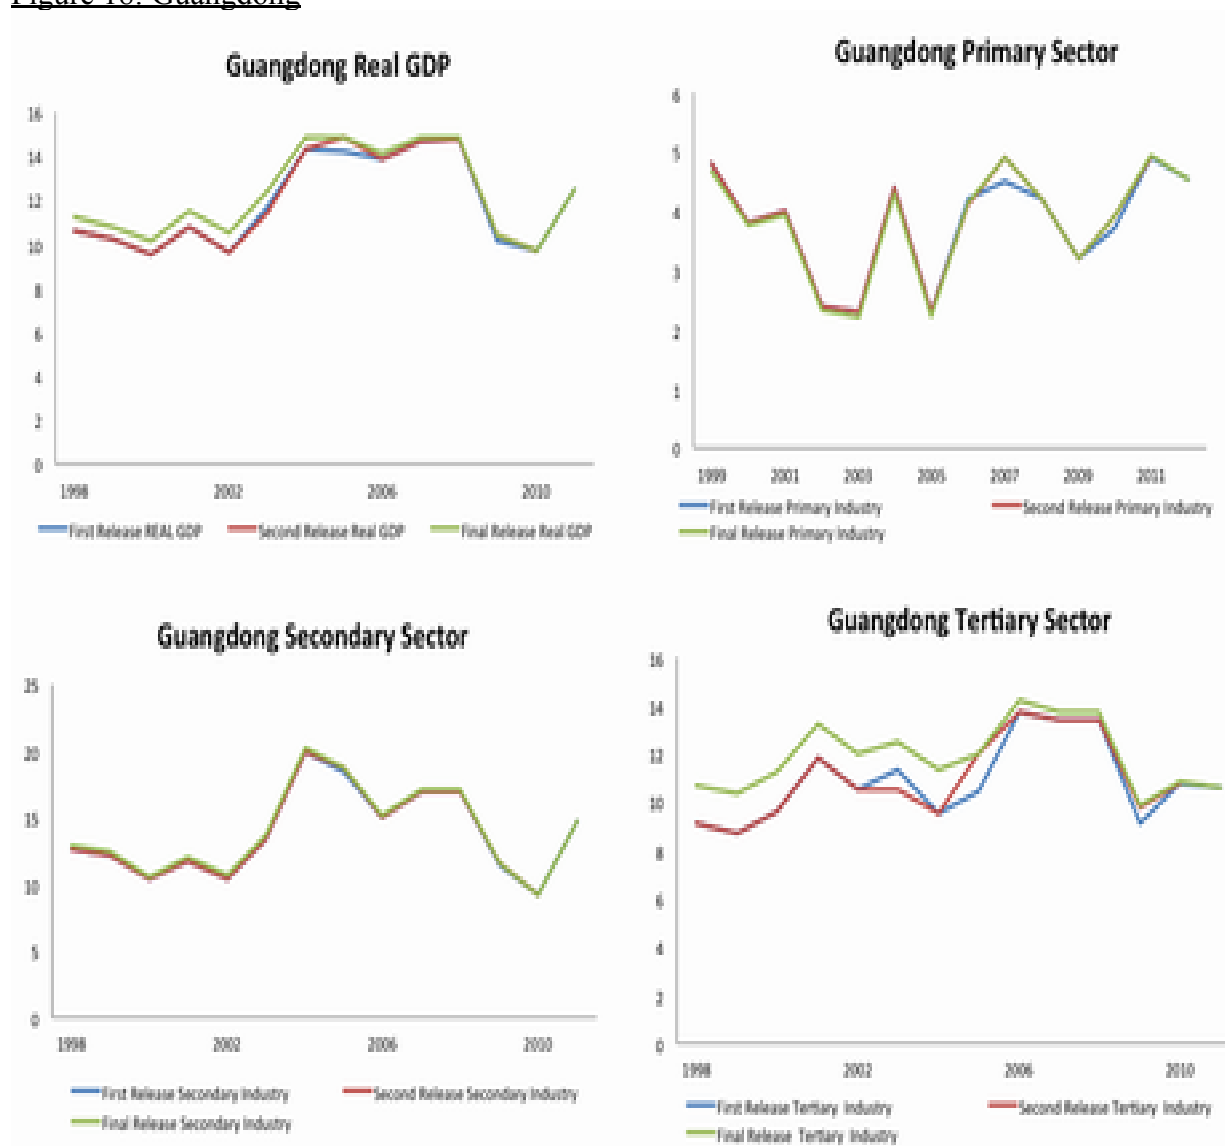 Figure Guangdong
Guangdong Real GDP
16
14
12
10
8
6
4
2
0
1998 2002 2006 2010
First Release REAL GDP Second Release Real GDP Final Release Real GDP
Guangdong Primary Sector
6
5
4
3
2
1
0
1999 2001 2003 2005 2007 2009 2011
First Release Primary Industry Second Release Primary Industry
Final Release Primary Industry
Guangdong Secondary Sector
25
20
15
10
5
0
1998 2002 2006 2010
First Release Secondary Industry Second Release Secondary Industry
Final Release Secondary Industry
Guangdong Tertiary Sector
16
14
12
10
8
6
4
2
0
1998 2002 2006 2010
First Release Tertiary Industry Second Release Tertiary Industry
Final Release Tertiary Industry